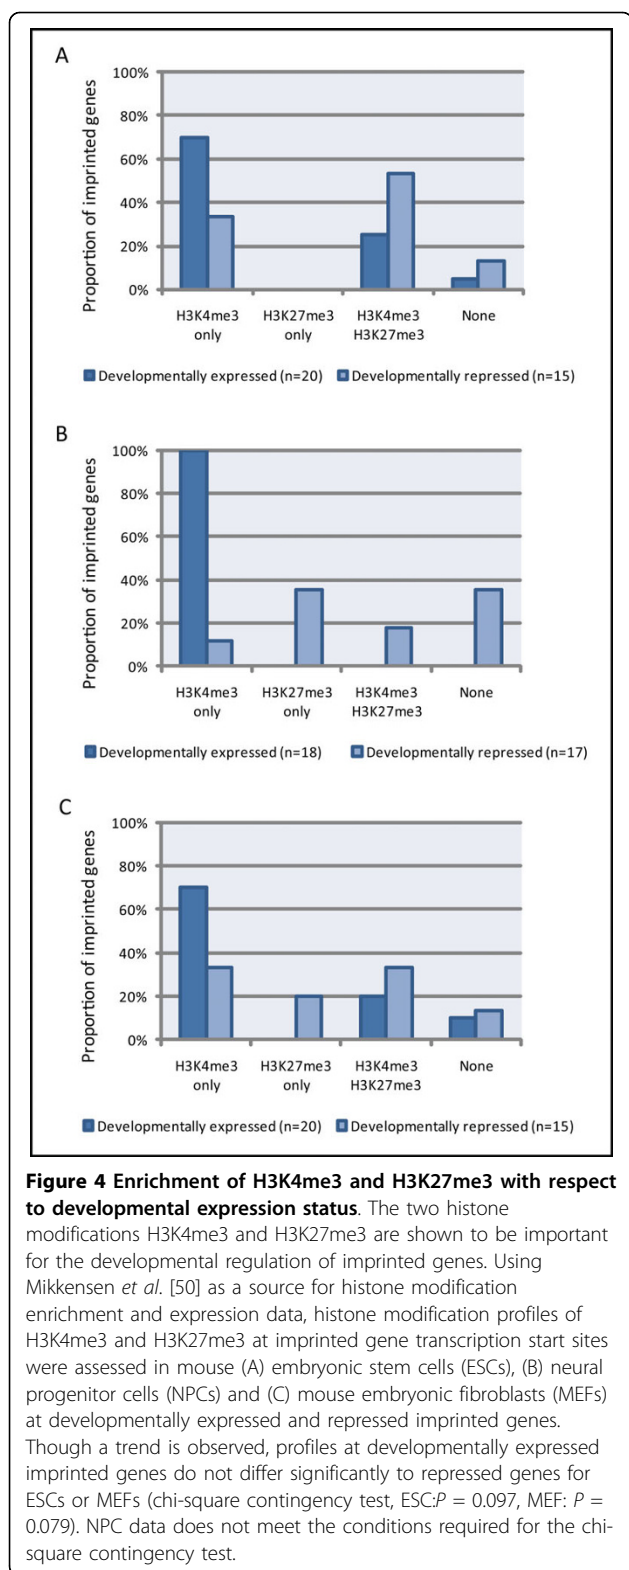 A
Proportion of imprinted genes
100%
80%
60%
40%
20%
0%
H3K4me3 only
H3K27me3 only
H3K4me3 H3K27me3
None
Developmentally expressed (n=20) Developmentally repressed (n=15)
B
Proportion of imprinted genes
100%
80%
60%
40%
20%
0%
H3K4me3 only
H3K27me3 only
H3K4me3 H3K27me3
None
Developmentally expressed (n=18) Developmentally repressed (n=17)
C
Proportion of imprinted genes
100%
80%
60%
40%
20%
0%
H3K4me3 only
H3K27me3 only
H3K4me3 H3K27me3
None
Developmentally expressed (n=20) Developmentally repressed (n=15)
Figure 4 Enrichment of H3K4me3 and H3K27me3 with respect
to developmental expression status. The two histone
modifications H3K4me3 and H3K27me3 are shown to be important
for the developmental regulation of imprinted genes. Using
Mikkensen et al. [50] as a source for histone modification
enrichment and expression data, histone modification profiles of
H3K4me3 and H3K27me3 at imprinted gene transcription start sites
were assessed in mouse (A) embryonic stem cells (ESCs), (B) neural
progenitor cells (NPCs) and (C) mouse embryonic fibroblasts (MEFs)
at developmentally expressed and repressed imprinted genes.
Though a trend is observed, profiles at developmentally expressed
imprinted genes do not differ significantly to repressed genes for
ESCs or MEFs (chi-square contingency test, ESC:P = 0.097, MEF: P =
0.079). NPC data does not meet the conditions required for the chi-
square contingency test.